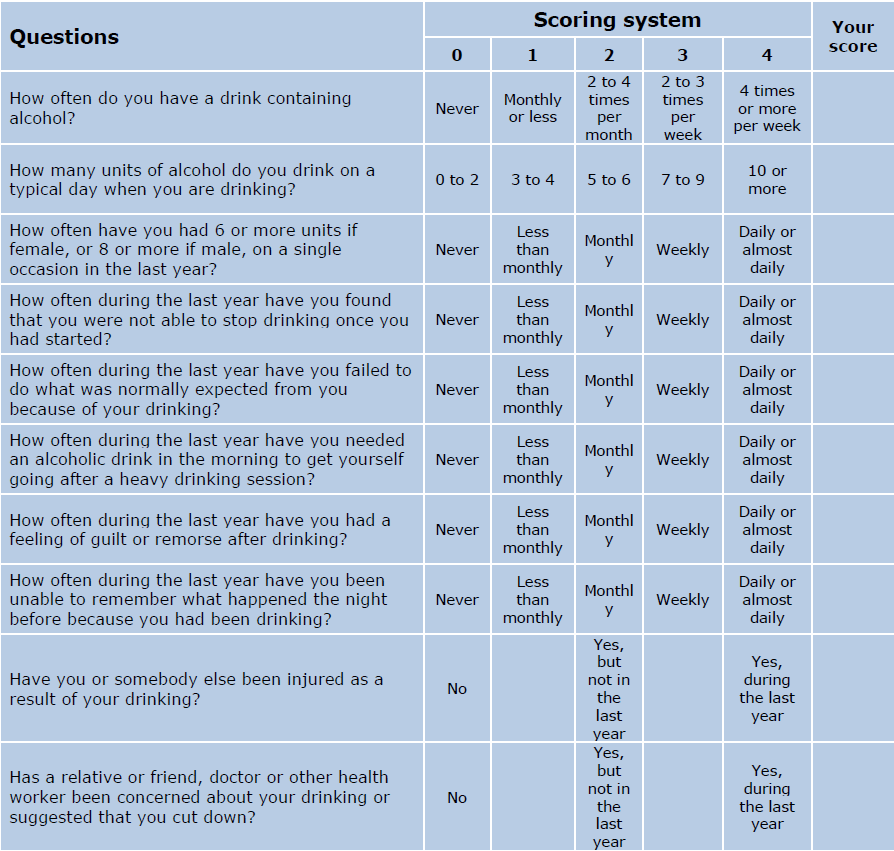 Questions
Scoring system
Your
score
0
1
2
3
4
How often do you have a drink containing
alcohol?
Never
Monthly
or less
2 to 4
times
per
month
2 to 3
times
per
week
4 times
or more
per week
How many units of alcohol do you drink on a
typical day when you are drinking?
0 to 2
3 to 4
5 to 6
7 to 9
10 or
more
How often have you had 6 or more units if
female, or 8 or more if male, on a single
occasion in the last year?
Never
Less
than
monthly
Monthl
y
Weekly
Daily or
almost
daily
How often during the last year have you found
that you were not able to stop drinking once you
had started?
Never
Less
than
monthly
Monthl
y
Weekly
Daily or
almost
daily
How often during the last year have you failed to
do what was normally expected from you
because of your drinking?
Never
Less
than
monthly
Monthl
y
Weekly
Daily or
almost
daily
How often during the last year have you needed
an alcoholic drink in the morning to get yourself
going after a heavy drinking session?
Never
Less
than
monthly
Monthl
y
Weekly
Daily or
almost
daily
How often during the last year have you had a
feeling of guilt or remorse after drinking?
Never
Less
than
monthly
Monthl
y
Weekly
Daily or
almost
daily
How often during the last year have you been
unable to remember what happened the night
before because you had been drinking?
Never
Less
than
monthly
Monthl
y
Weekly
Daily or
almost
daily
Have you or somebody else been injured as a
result of your drinking?
No
Yes,
but
not in
the
last
year
Yes,
during
the last
year
Has a relative or friend, doctor or other health
worker been concerned about your drinking or
suggested that you cut down?
No
Yes,
but
not in
the
last
year
Yes,
during
the last
year